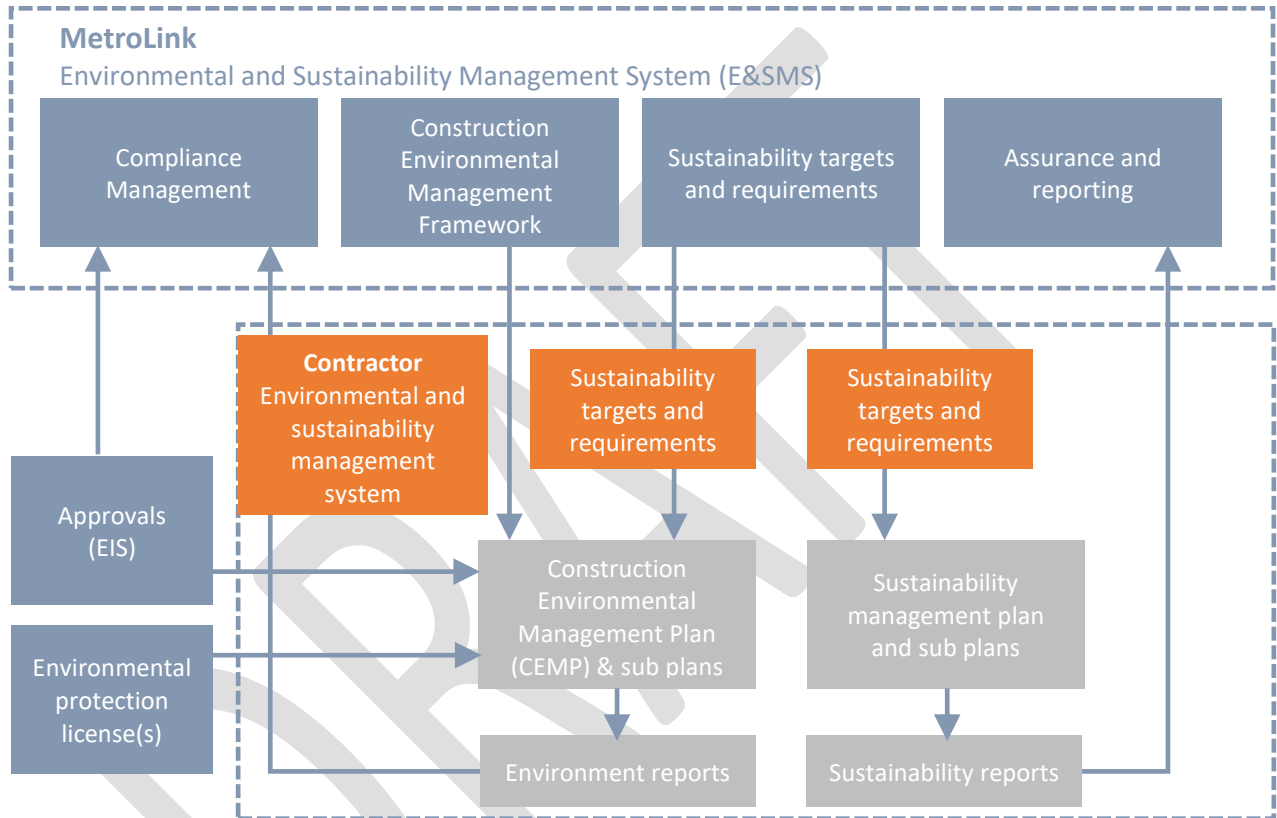 MetroLink
Environmental and Sustainability Management System (E&SMS)
Compliance
Management
Construction
Environmental
Management
Framework
Sustainability targets
and requirements
Assurance and
reporting
Contractor
Environmental and
sustainability
management
system
Sustainability
targets and
requirements
Sustainability
targets and
requirements
Approvals
(EIS)
Construction
Environmental
Management Plan
(CEMP) & sub plans
Sustainability
management plan
and sub plans
Environmental
protection
license(s)
Environment reports
Sustainability reports
DRAFT